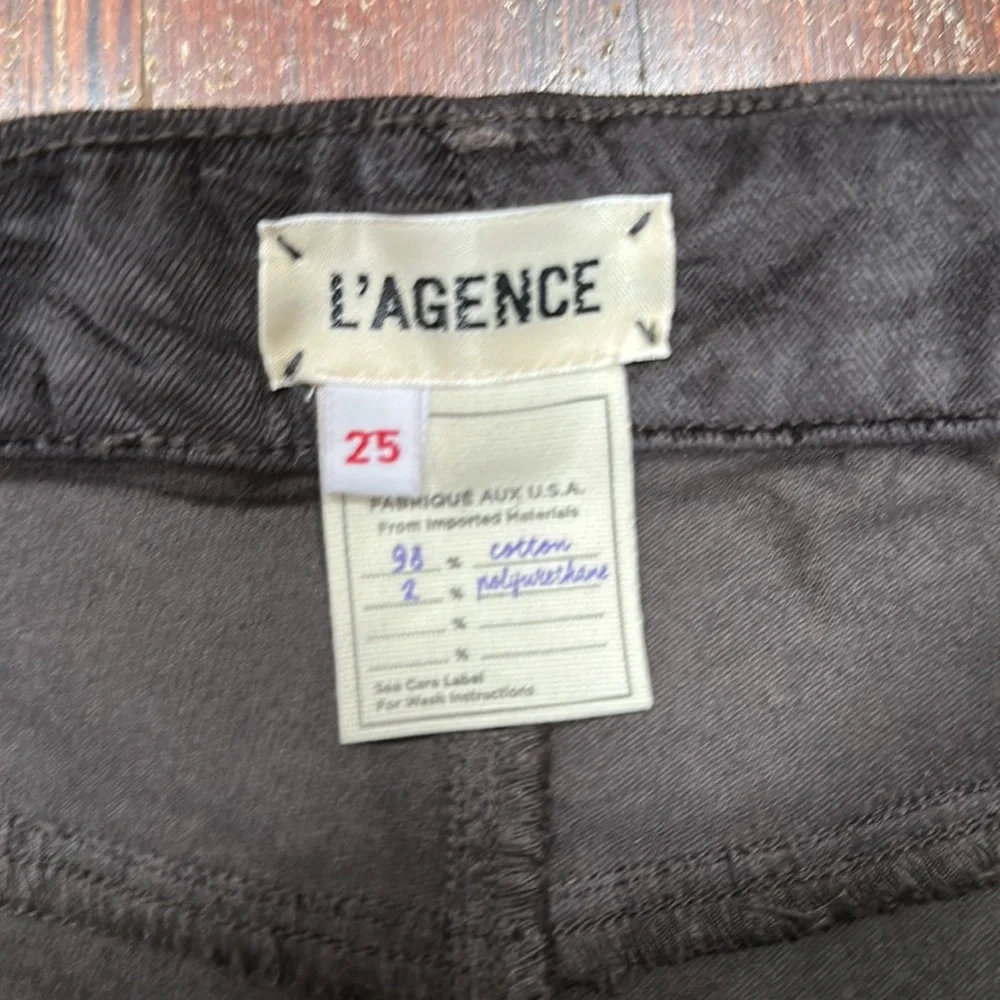 L'AGENCE
25
FABRIQUÉ AUX U.S.A.
From Imported Materials
98 % cotton
2 % polyurethane
%
%
See Care Label
For Wash Instructions